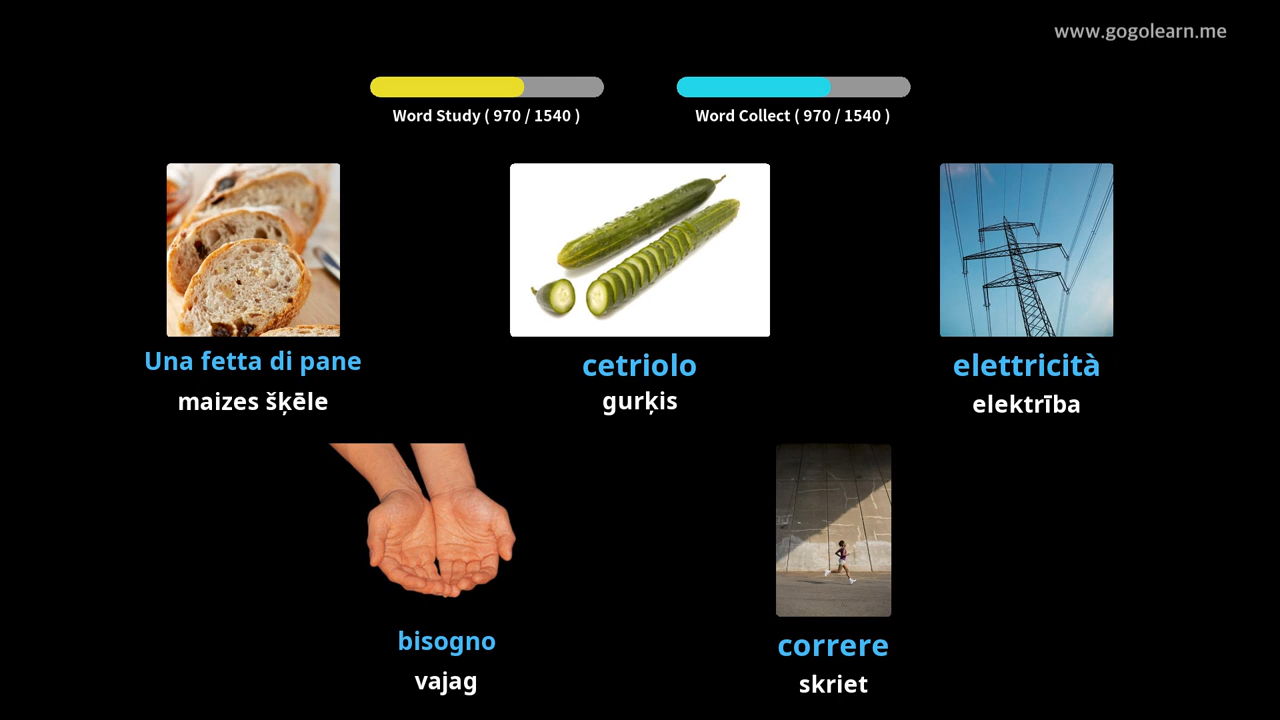 www.gogolearn.me
Word Study ( 970 / 1540 )
Word Collect ( 970 / 1540 )
Una fetta di pane
maizes šķēle
cetriolo
gurķis
elettricità
elektrība
bisogno
vajag
correre
skriet